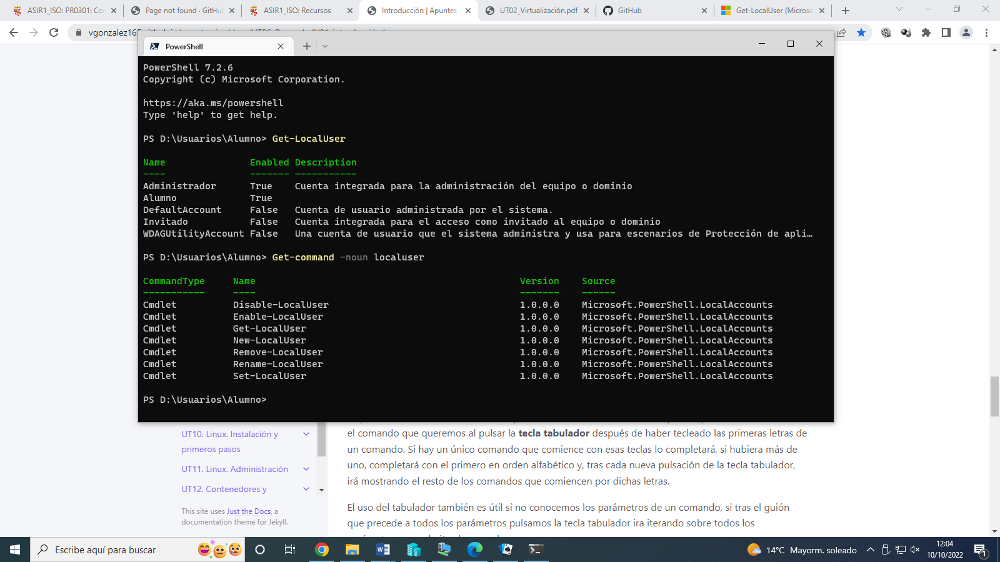 ASIR1_ISO: PR0301: Co
Page not found · GitHu
ASIR1_ISO: Recursos
Introducción | Apuntes
UT02_Virtualización.pdf
GitHub
Get-LocalUser (Microso
vgonzalez165
PowerShell
PowerShell 7.2.6
Copyright (c) Microsoft Corporation.
https://aka.ms/powershell
Type 'help' to get help.
PS D:\Usuarios\Alumno> Get-LocalUser
Name Enabled Description
---- ------- -----------
Administrador True Cuenta integrada para la administración del equipo o dominio
Alumno True
DefaultAccount False Cuenta de usuario administrada por el sistema.
Invitado False Cuenta integrada para el acceso como invitado al equipo o dominio
WDAGUtilityAccount False Una cuenta de usuario que el sistema administra y usa para escenarios de Protección de apli…
PS D:\Usuarios\Alumno> Get-command -noun localuser
CommandType Name Version Source
----------- ---- ------- ------
Cmdlet Disable-LocalUser 1.0.0.0 Microsoft.PowerShell.LocalAccounts
Cmdlet Enable-LocalUser 1.0.0.0 Microsoft.PowerShell.LocalAccounts
Cmdlet Get-LocalUser 1.0.0.0 Microsoft.PowerShell.LocalAccounts
Cmdlet New-LocalUser 1.0.0.0 Microsoft.PowerShell.LocalAccounts
Cmdlet Remove-LocalUser 1.0.0.0 Microsoft.PowerShell.LocalAccounts
Cmdlet Rename-LocalUser 1.0.0.0 Microsoft.PowerShell.LocalAccounts
Cmdlet Set-LocalUser 1.0.0.0 Microsoft.PowerShell.LocalAccounts
PS D:\Usuarios\Alumno>
UT10. Linux. Instalación y
primeros pasos
UT11. Linux. Administración
UT12. Contenedores y
This site uses Just the Docs, a
documentation theme for Jekyll.
el comando que queremos al pulsar la tecla tabulador después de haber tecleado las primeras letras de
un comando. Si hay un único comando que comience con esas teclas lo completará, si hubiera más de
uno, completará con el primero en orden alfabético y, tras cada nueva pulsación de la tecla tabulador,
irá mostrando el resto de los comandos que comiencen por dichas letras.
El uso del tabulador también es útil si no conocemos los parámetros de un comando, si tras el guión
que precede a todos los parámetros pulsamos la tecla tabulador ira iterando sobre todos los
Escribe aquí para buscar
14°C Mayorm. soleado
12:04
10/10/2022
1